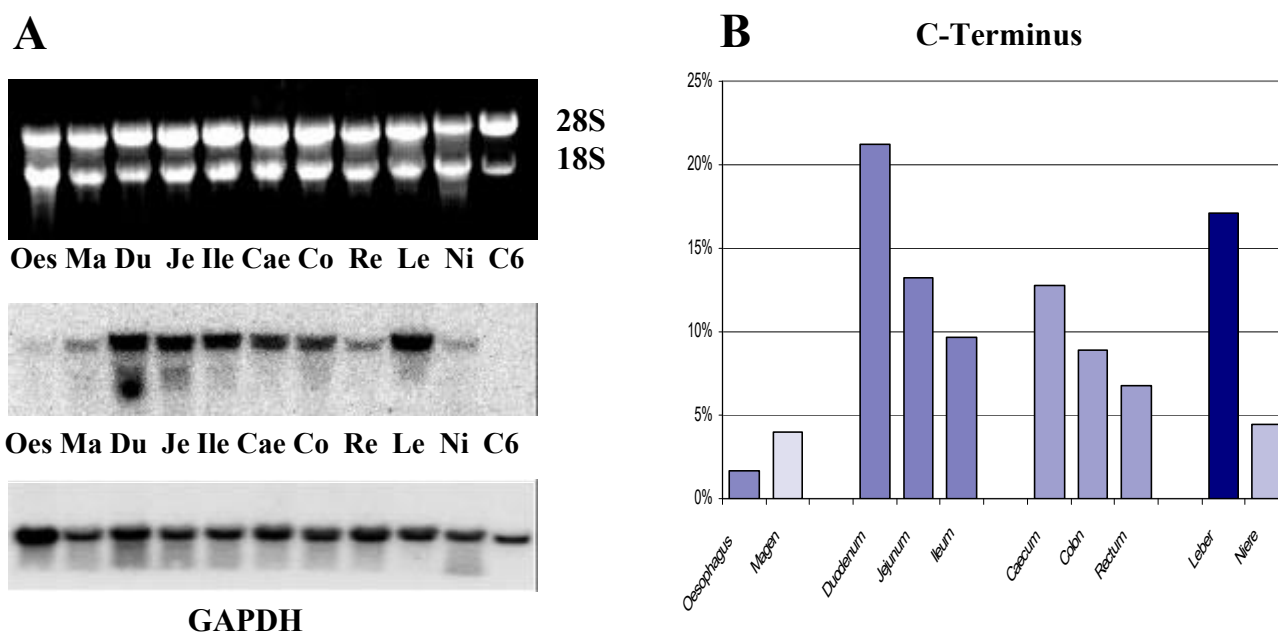 A
28S
18S
Oes Ma Du Je Ile Cae Co Re Le Ni C6
Oes Ma Du Je Ile Cae Co Re Le Ni C6
GAPDH
B
C-Terminus
25%
20%
15%
10%
5%
0%
Oesophagus
Magen
Duodenum
Jejunum
Ileum
Caecum
Colon
Rectum
Leber
Niere